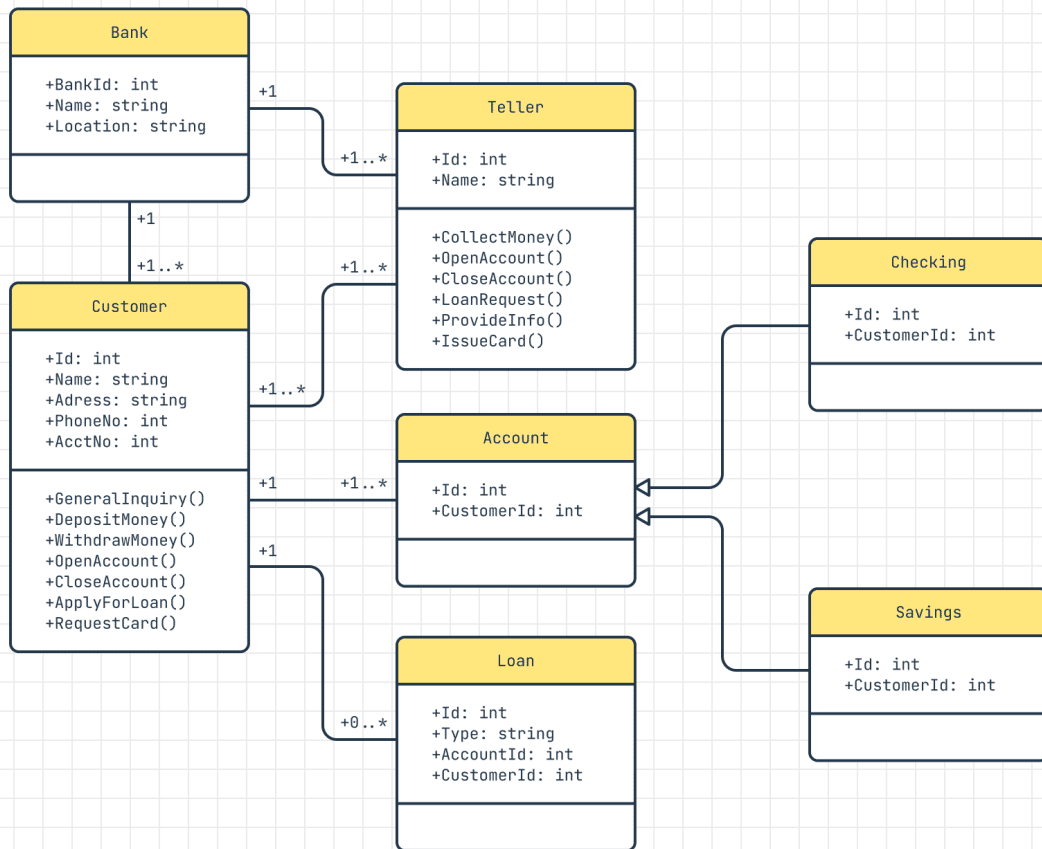 Bank
+BankId: int
+Name: string
+Location: string
+1
+1..*
+1
+1..*
Teller
+Id: int
+Name: string
+CollectMoney()
+OpenAccount()
+CloseAccount()
+LoanRequest()
+ProvideInfo()
+IssueCard()
Customer
+Id: int
+Name: string
+Adress: string
+PhoneNo: int
+AcctNo: int
+GeneralInquiry()
+DepositMoney()
+WithdrawMoney()
+OpenAccount()
+CloseAccount()
+ApplyForLoan()
+RequestCard()
+1..*
+1..*
+1
+1..*
+1
+0..*
Account
+Id: int
+CustomerId: int
Loan
+Id: int
+Type: string
+AccountId: int
+CustomerId: int
Checking
+Id: int
+CustomerId: int
Savings
+Id: int
+CustomerId: int